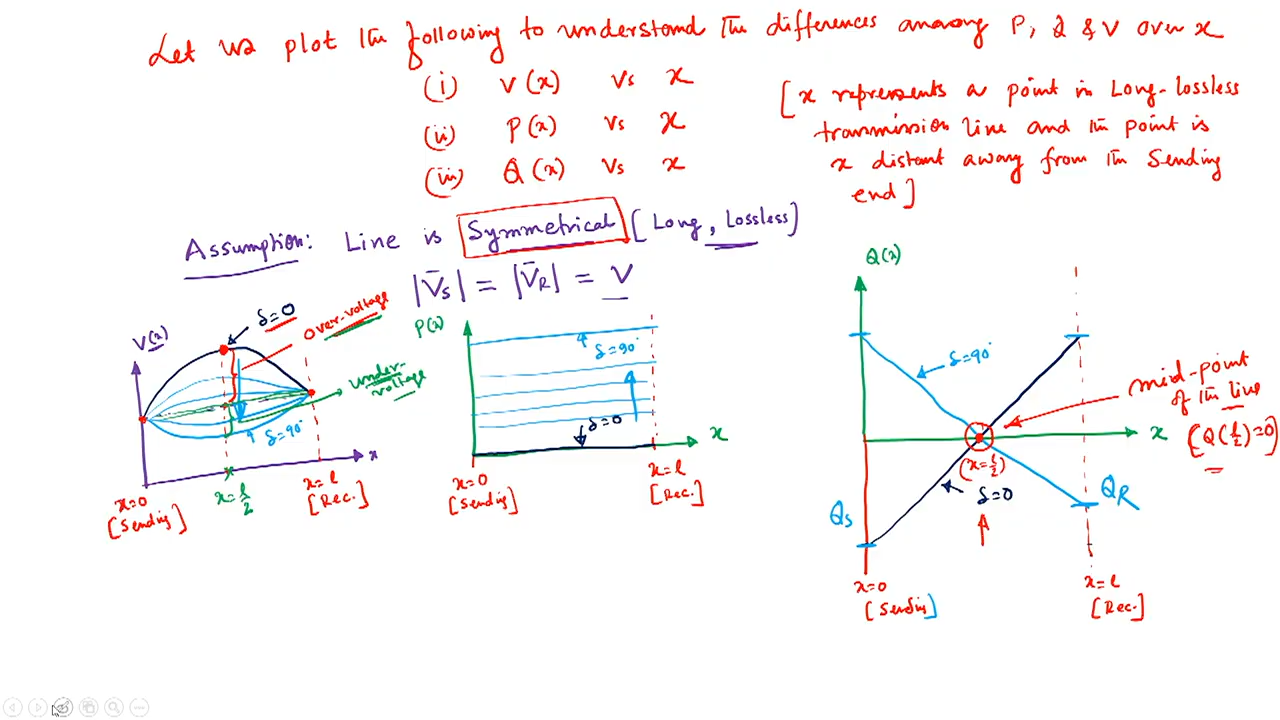 Let us plot the following to understand the differences among P, Q & V over x
(i) V(x) vs x
(ii) P(x) vs x
(iii) Q(x) vs x
[x represents a point in Long-lossless
transmission line and the point is
x distant away from the Sending
end]
Assumption: Line is Symmetrical [Long, Lossless]
|V̄s| = |V̄R| = V
V(x)
δ=0
Over-voltage
under-
voltage
δ=90°
x
x=0
[Sending]
x=l/2
x=l
[Rec.]
P(x)
δ=90°
δ=0
x
x=0
[Sending]
x=l
[Rec.]
Q(x)
δ=90°
mid-point
of the line
(Q(l/2)=0)
x
(x=l/2)
δ=0
Qs
QR
x=0
[Sending]
x=l
[Rec.]